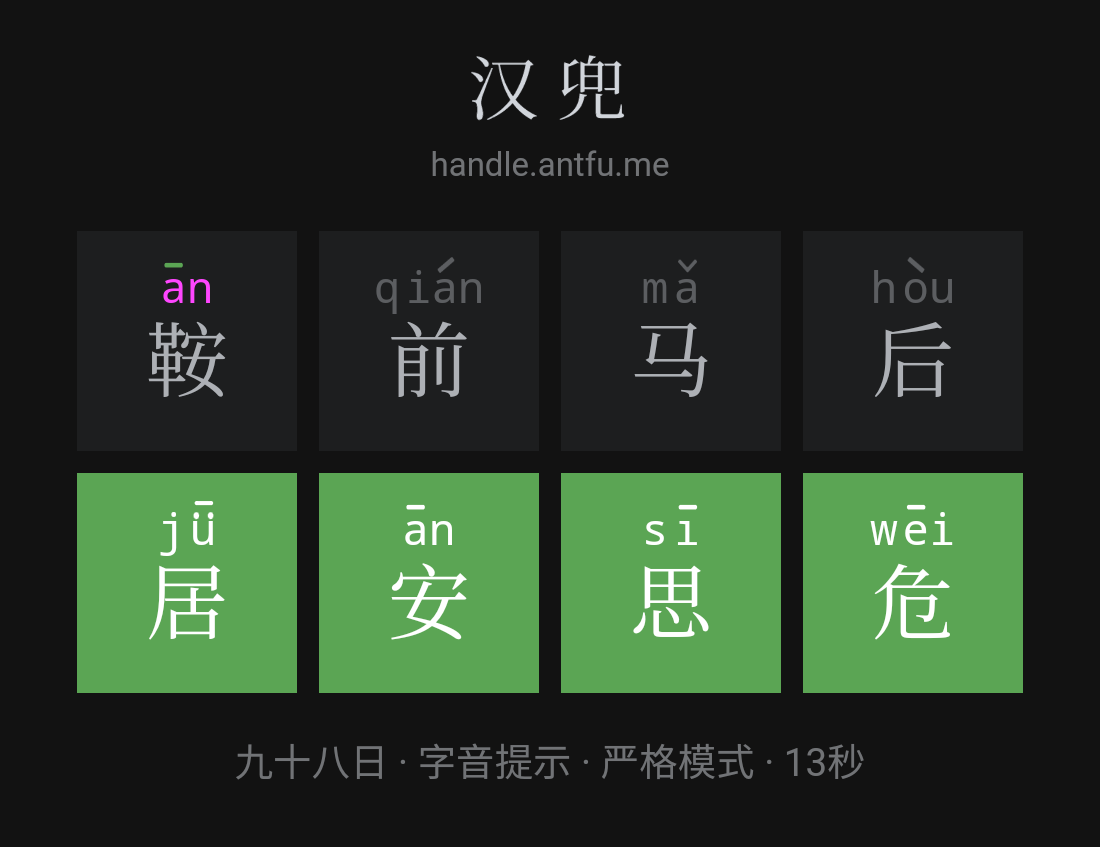 汉兜
handle.antfu.me
ān qián mǎ hòu
鞍前马后
jǖ ān sī wēi
居安思危
九十八日 · 字音提示 · 严格模式 · 13秒